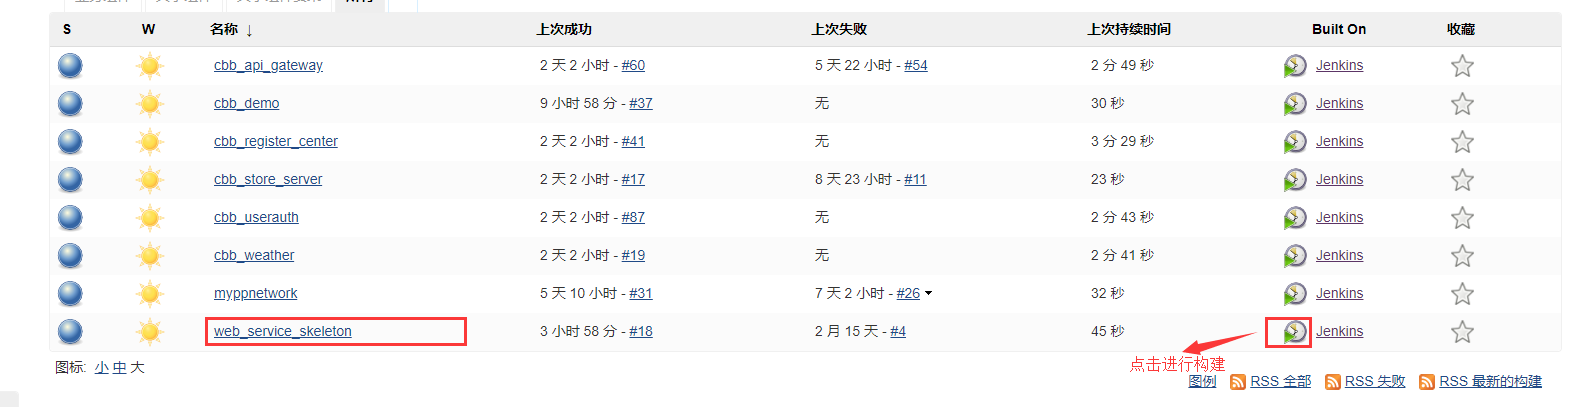 S W 名称 ↓ 上次成功 上次失败 上次持续时间 Built On 收藏
cbb_api_gateway 2 天 2 小时 - #60 5 天 22 小时 - #54 2 分 49 秒 Jenkins
cbb_demo 9 小时 58 分 - #37 无 30 秒 Jenkins
cbb_register_center 2 天 2 小时 - #41 无 3 分 29 秒 Jenkins
cbb_store_server 2 天 2 小时 - #17 8 天 23 小时 - #11 23 秒 Jenkins
cbb_userauth 2 天 2 小时 - #87 无 2 分 43 秒 Jenkins
cbb_weather 2 天 2 小时 - #19 无 2 分 41 秒 Jenkins
myppnetwork 5 天 10 小时 - #31 7 天 2 小时 - #26 32 秒 Jenkins
web_service_skeleton 3 小时 58 分 - #18 2 月 15 天 - #4 45 秒 Jenkins
图标: 小 中 大
点击进行构建
图例 RSS 全部 RSS 失败 RSS 最新的构建